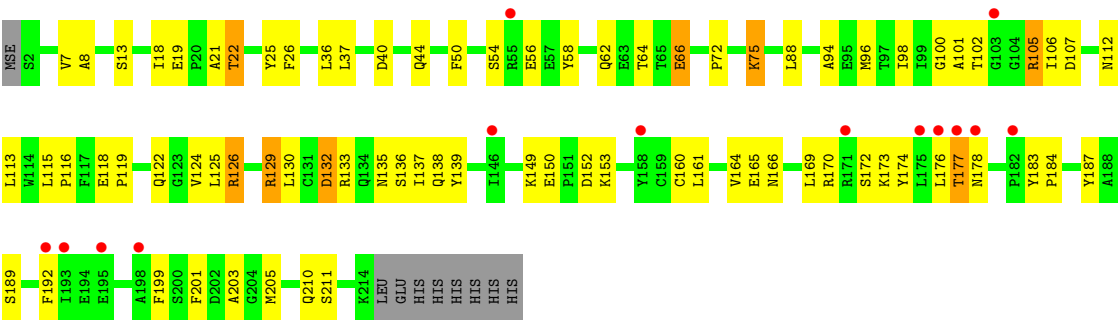 MSE S2 V7 A8 S13 I18 E19 P20 A21 T22 Y25 F26 L36 L37 D40 Q44 F50 S54 R55 E56 E57 Y58 Q62 E63 T64 T65 E66 P72 K75 L88 A94 E95 M96 T97 I98 I99 G100 A101 T102 G103 G104 R105 I106 D107 N112
L113 W114 L115 P116 F117 E118 P119 Q122 G123 V124 L125 R126 R129 L130 C131 D132 R133 Q134 N135 S136 I137 Q138 Y139 I146 K149 E150 P151 D152 K153 Y158 C159 C160 L161 V164 E165 N166 L169 R170 R171 S172 K173 Y174 L175 L176 T177 N178 P182 Y183 P184 Y187 A188
S189 F192 I193 E194 E195 A198 F199 S200 F201 D202 A203 G204 M205 Q210 S211 K214 LEU GLU HIS HIS HIS HIS HIS HIS